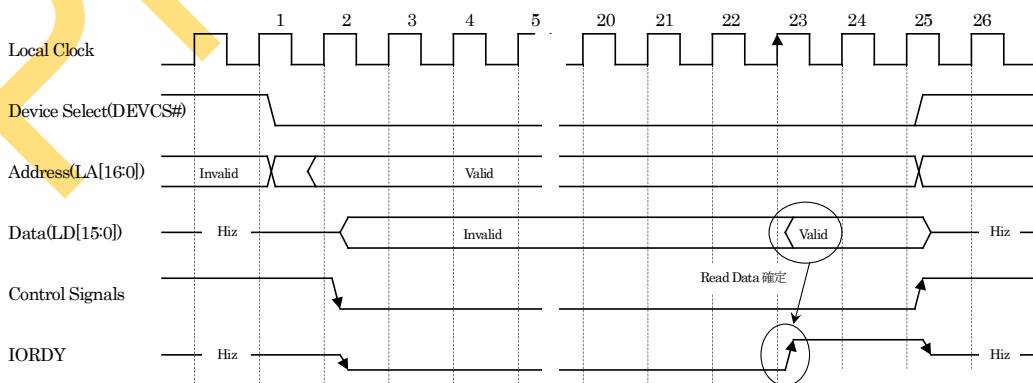 1 2 3 4 5 20 21 22 23 24 25 26
Local Clock
Device Select(DEVCS#)
Address(LA[16:0]) Invalid Valid
Data(LD[15:0]) Hiz Invalid Valid Hiz
Read Data 確定
Control Signals
IORDY Hiz Hiz